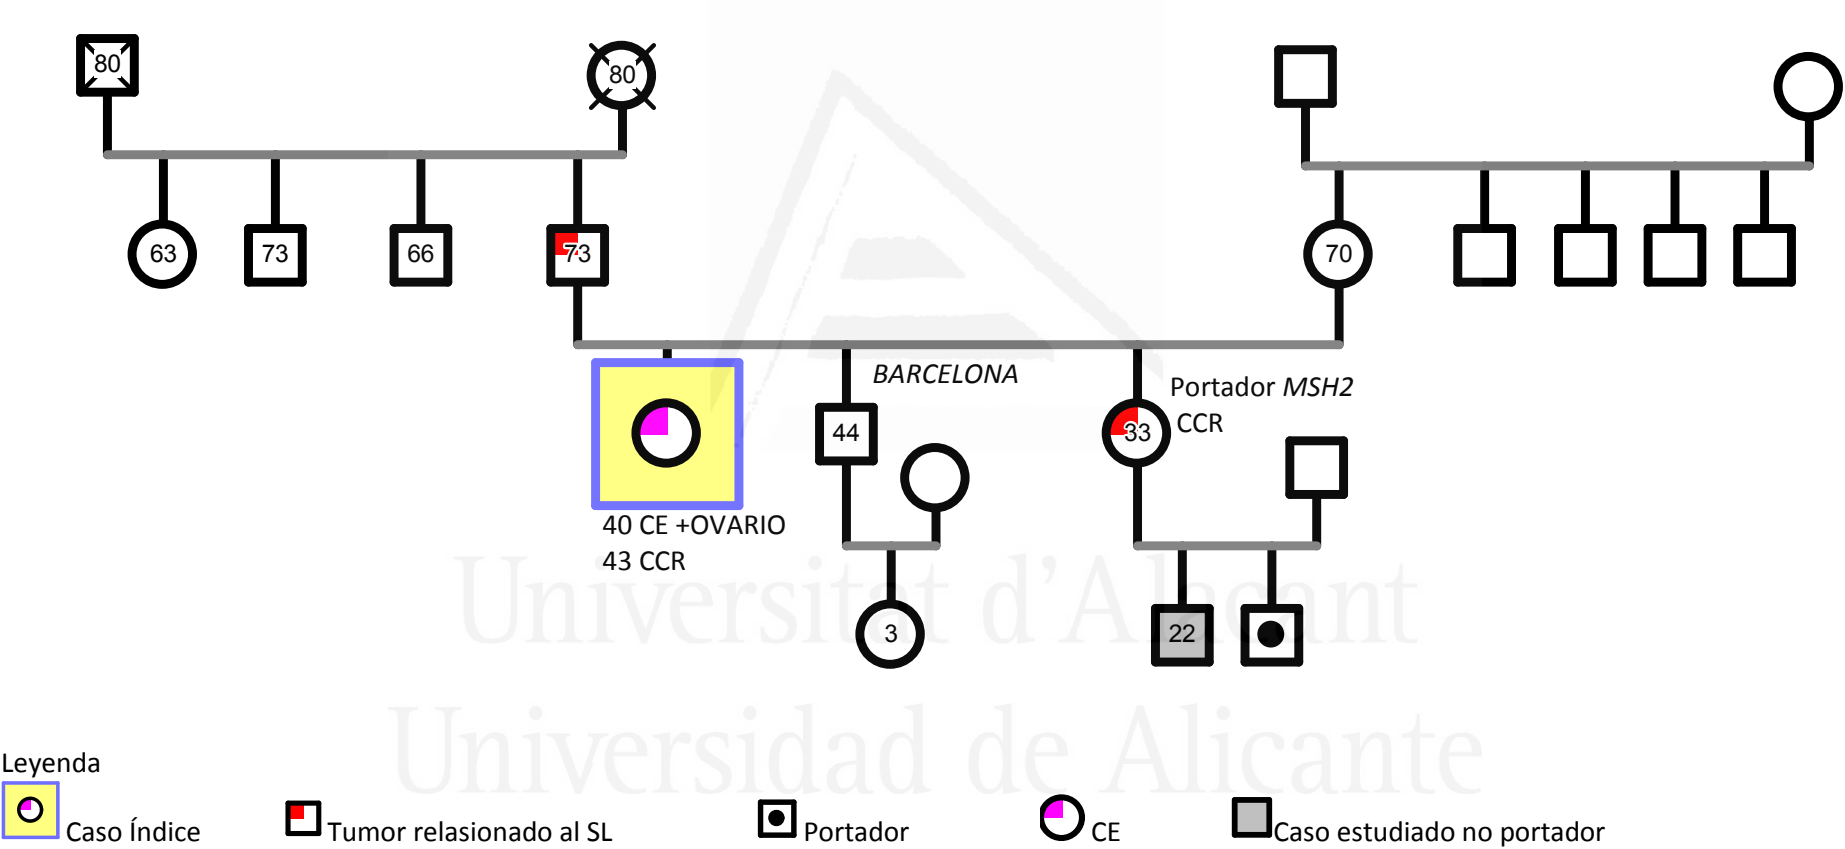 80
80
63
73
66
73
70
BARCELONA
Portador MSH2
CCR
44
33
40 CE +OVARIO
43 CCR
3
22
Universitat d'Alacant
Universidad de Alicante
Leyenda
Caso Índice
Tumor relasionado al SL
Portador
CE
Caso estudiado no portador